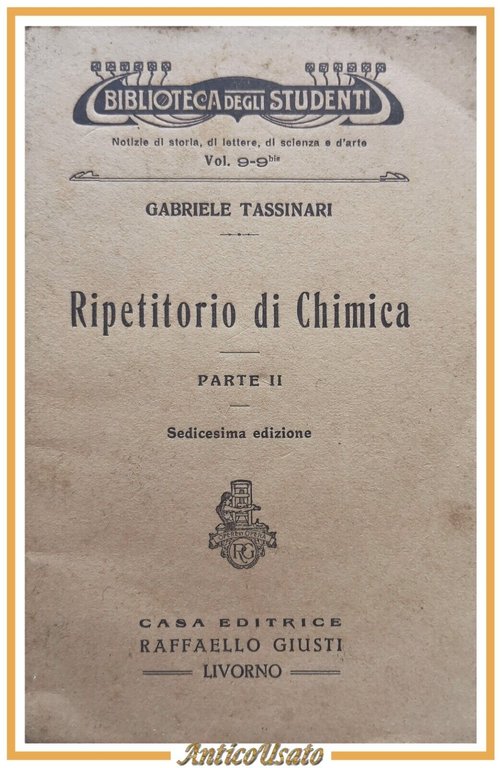 BIBLIOTECA DEGLI STUDENTI
Notizie di storia, di lettere, di scienza e d'arte
Vol. 9-9bis
GABRIELE TASSINARI
Ripetitorio di Chimica
PARTE II
Sedicesima edizione
RG
CASA EDITRICE
RAFFAELLO GIUSTI
LIVORNO
AnticoUsato